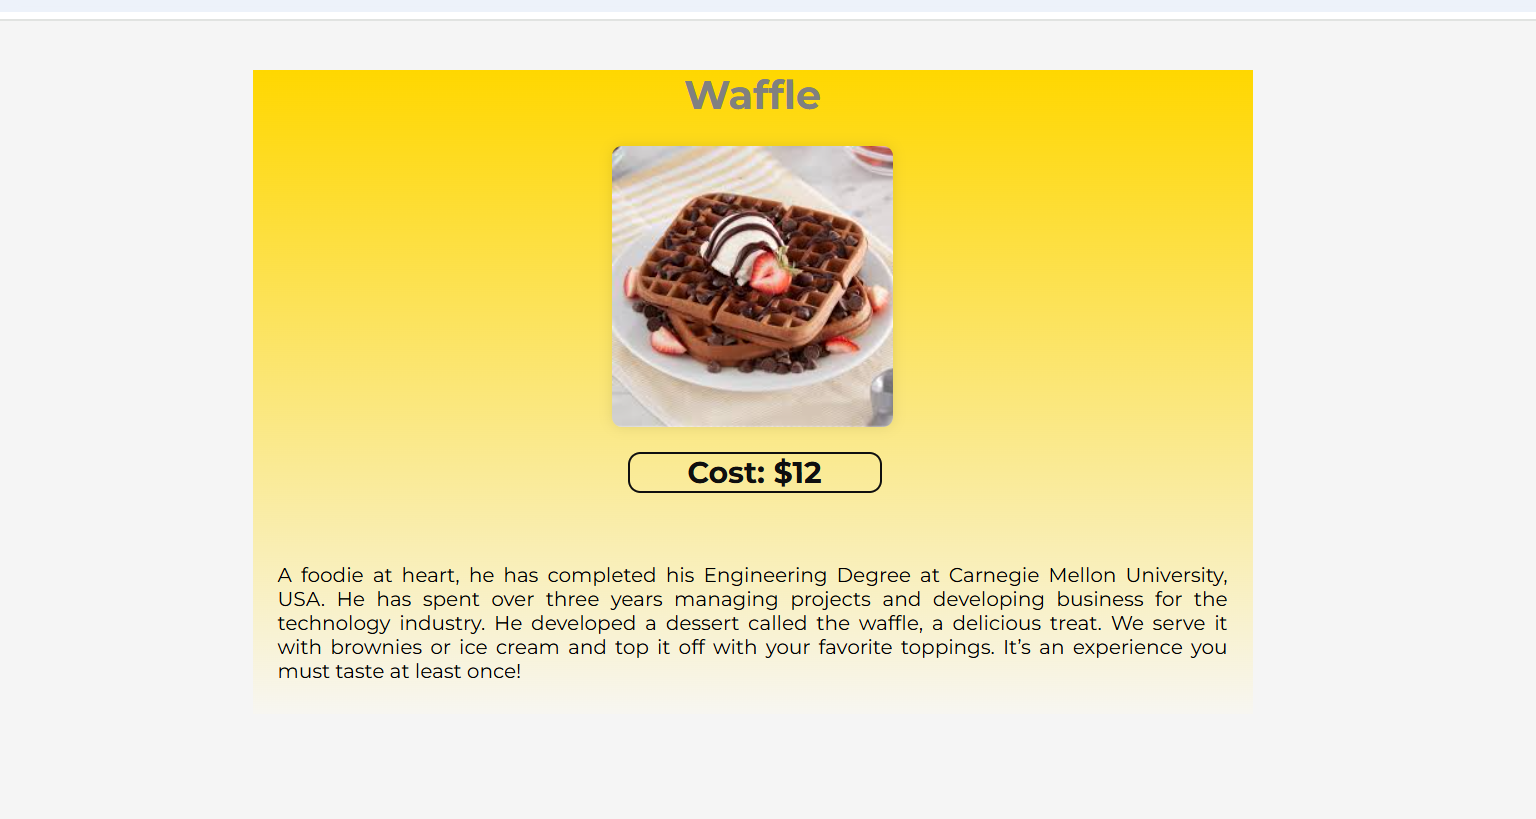 Waffle
Cost: $12
A foodie at heart, he has completed his Engineering Degree at Carnegie Mellon University,
USA. He has spent over three years managing projects and developing business for the
technology industry. He developed a dessert called the waffle, a delicious treat. We serve it
with brownies or ice cream and top it off with your favorite toppings. It’s an experience you
must taste at least once!